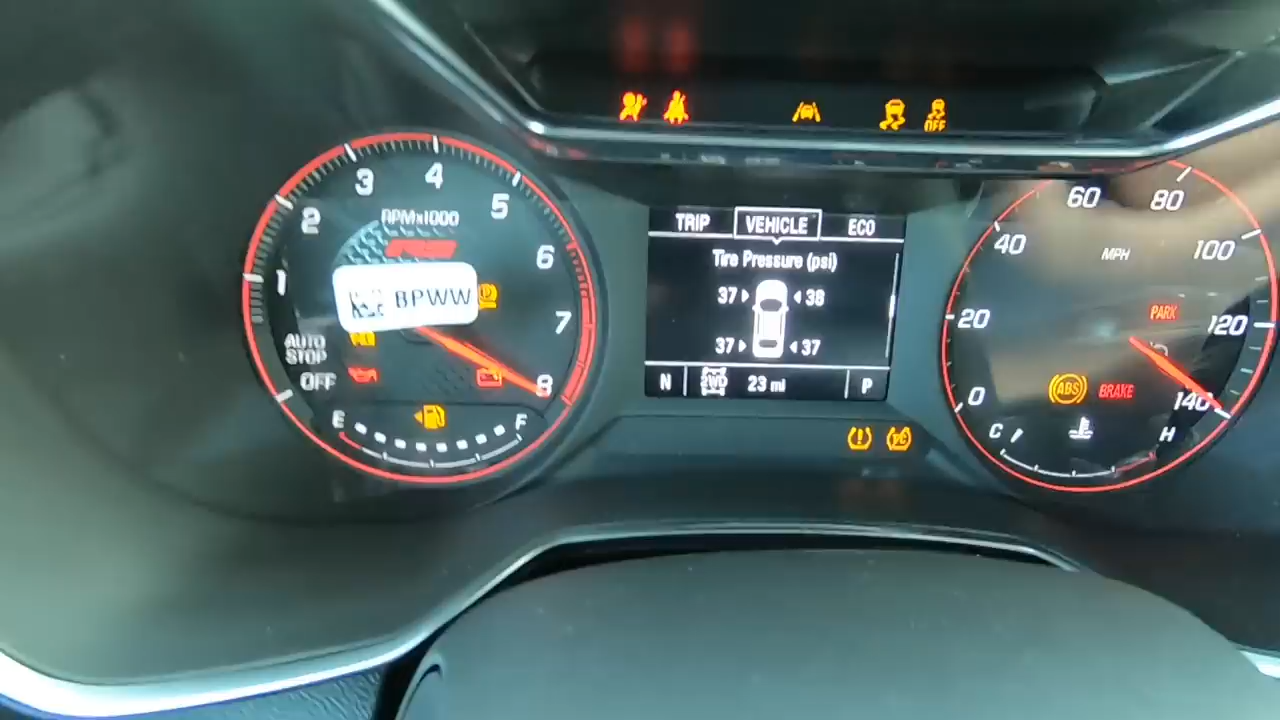 OFF
3 4
2 5
RPMx1000
RS
6
1
BPWW
7
AUTO
STOP
OFF
8
E F
TRIP VEHICLE ECO
Tire Pressure (psi)
37 38
37 37
N 2WD 23 mi P
60 80
40 100
MPH
PARK
20 120
ABS BRAKE
0 140
C H